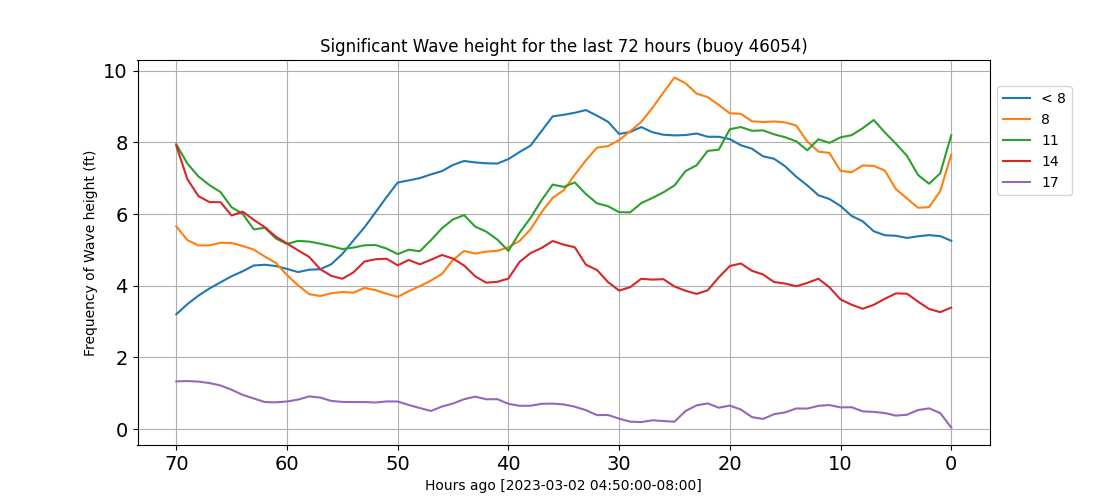 Significant Wave height for the last 72 hours (buoy 46054)
Frequency of Wave height (ft)
10
8
6
4
2
0
70 60 50 40 30 20 10 0
Hours ago [2023-03-02 04:50:00-08:00]
< 8
8
11
14
17